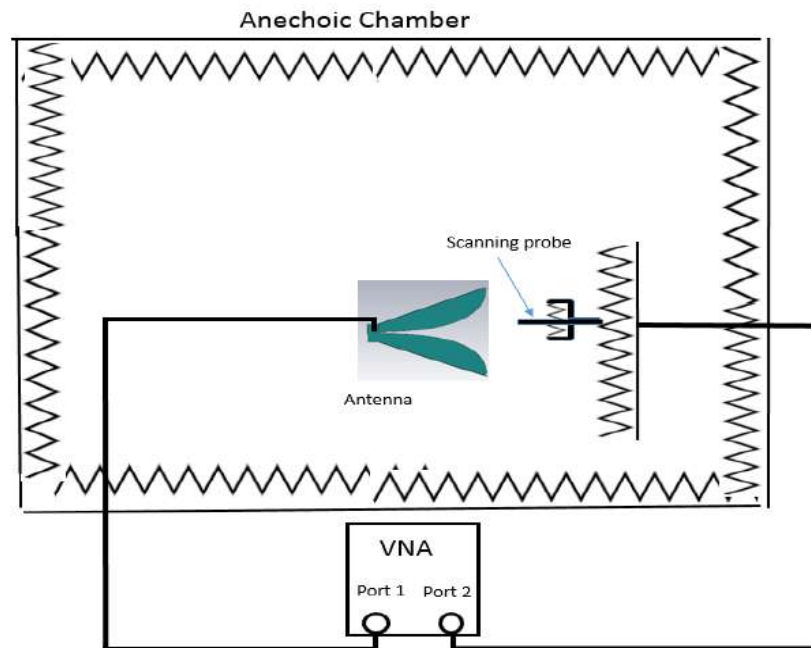 Anechoic Chamber
Scanning probe
Antenna
VNA
Port 1 Port 2